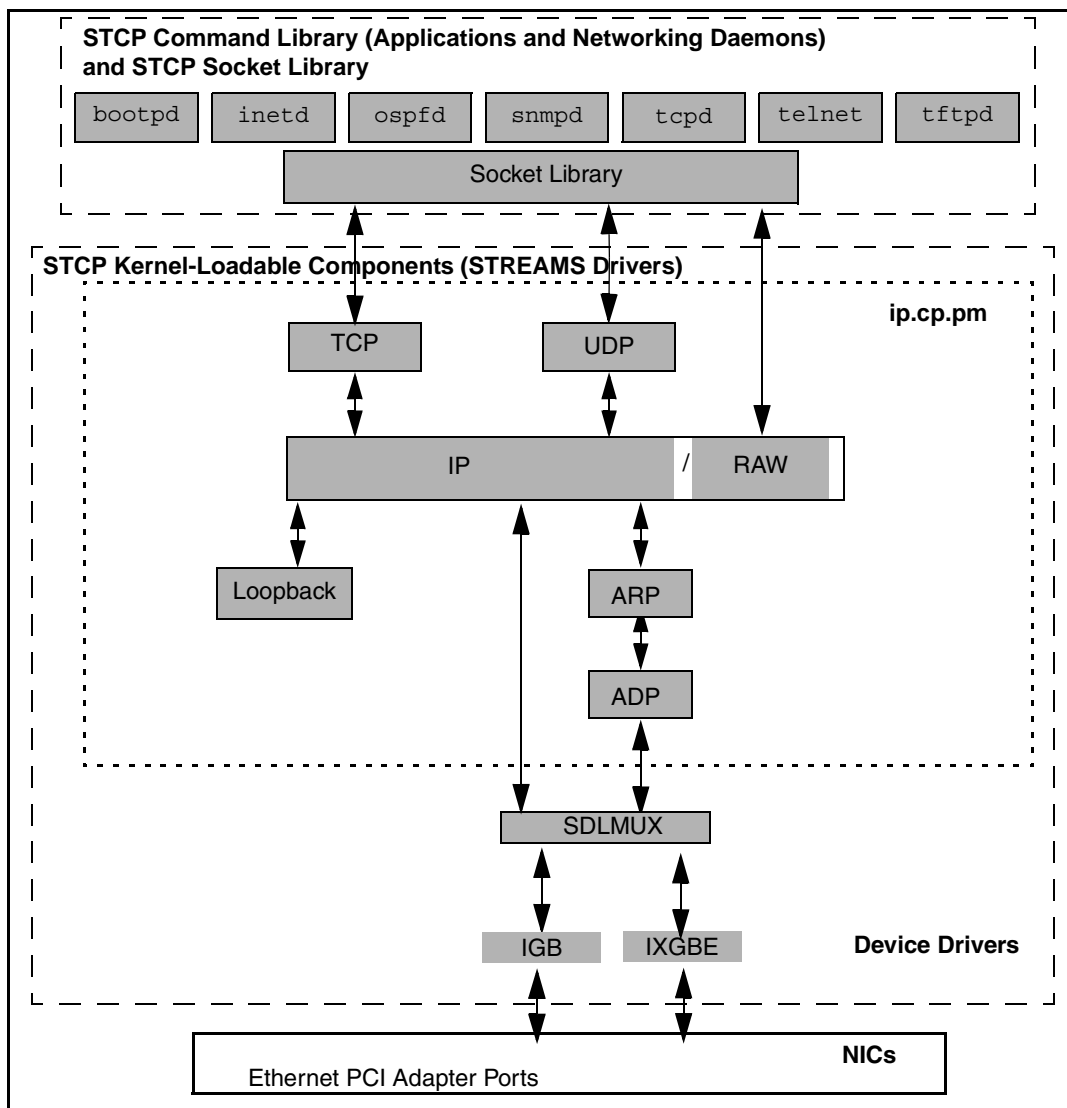 STCP Command Library (Applications and Networking Daemons)
and STCP Socket Library
bootpd inetd ospfd snmpd tcpd telnet tftpd
Socket Library
STCP Kernel-Loadable Components (STREAMS Drivers)
ip.cp.pm
TCP UDP
IP / RAW
Loopback ARP
ADP
SDLMUX
IGB IXGBE Device Drivers
NICs
Ethernet PCI Adapter Ports